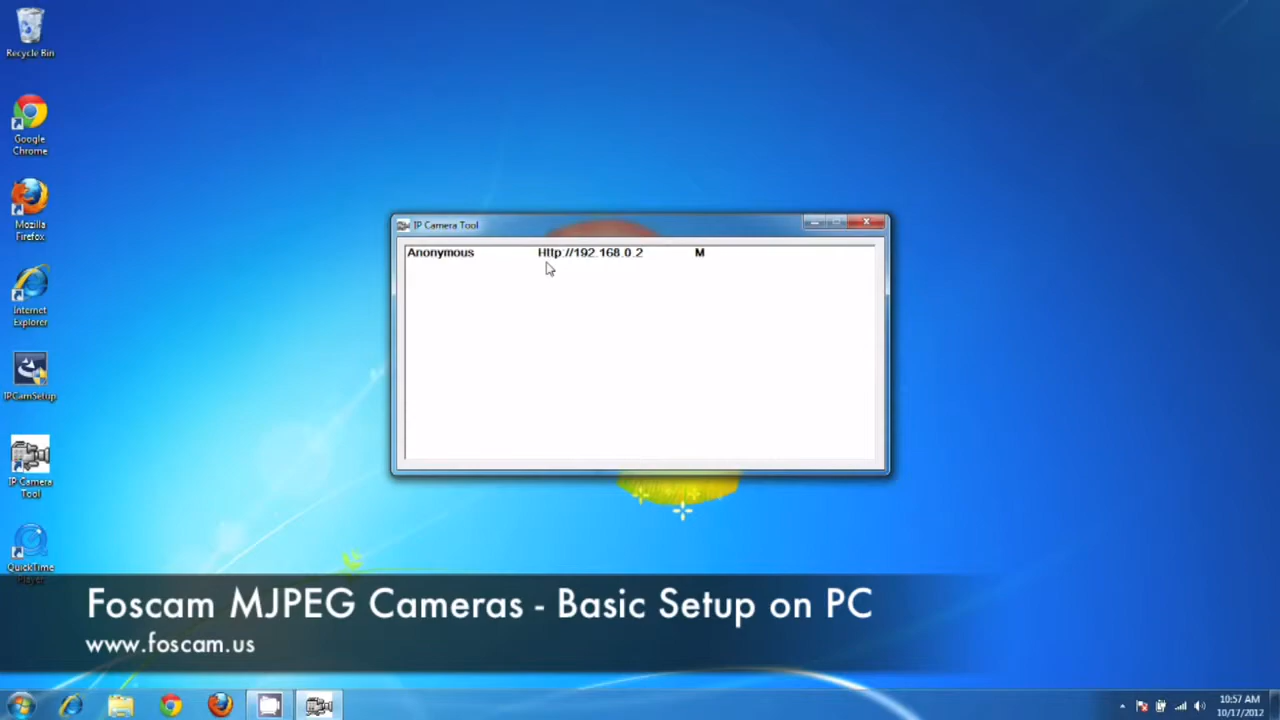 Recycle Bin
Google
Chrome
Mozilla
Firefox
Internet
Explorer
IPCamSetup
IP Camera
Tool
QuickTime
Player
IP Camera Tool
Anonymous Http://192.168.0.2 M
Foscam MJPEG Cameras - Basic Setup on PC
www.foscam.us
10:57 AM
10/17/2012